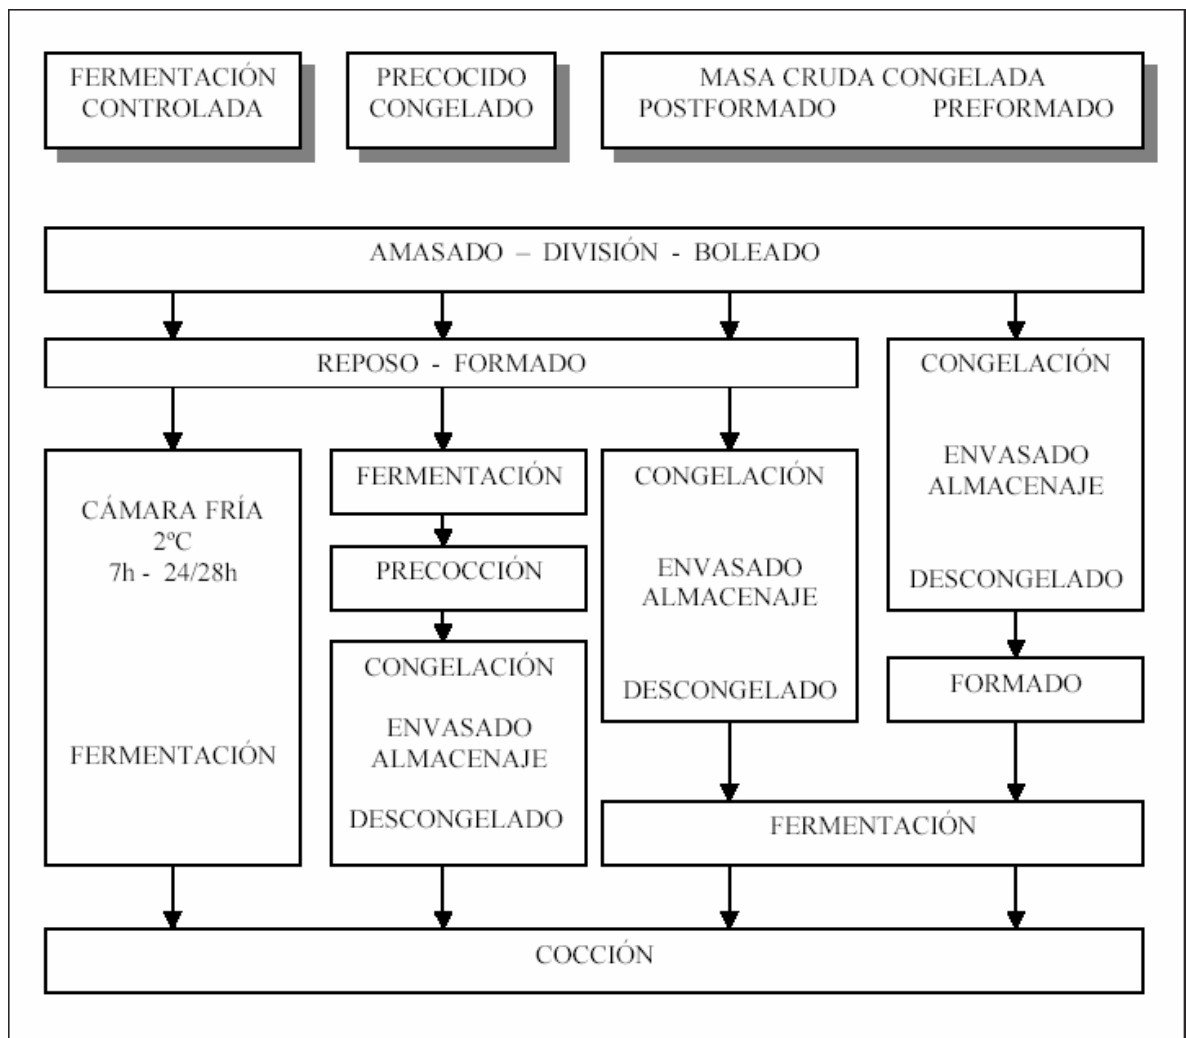 FERMENTACIÓN
CONTROLADA
PRECOCIDO
CONGELADO
MASA CRUDA CONGELADA
POSTFORMADO PREFORMADO
AMASADO – DIVISIÓN - BOLEADO
REPOSO - FORMADO
CÁMARA FRÍA
2ºC
7h - 24/28h
FERMENTACIÓN
FERMENTACIÓN
PRECOCCIÓN
CONGELACIÓN
ENVASADO
ALMACENAJE
DESCONGELADO
CONGELACIÓN
ENVASADO
ALMACENAJE
DESCONGELADO
CONGELACIÓN
ENVASADO
ALMACENAJE
DESCONGELADO
FORMADO
FERMENTACIÓN
COCCIÓN